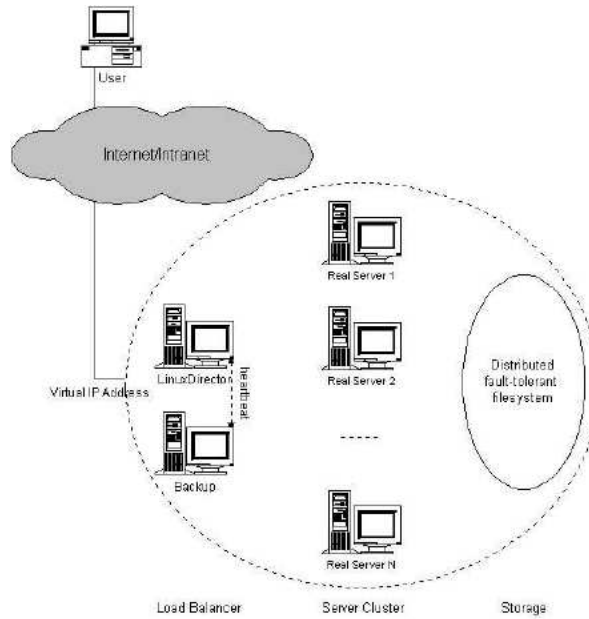 User
Internet/Intranet
Real Server 1
LinuxDirector
Real Server 2
Virtual IP Address
heartbeat
Distributed
fault-tolerant
filesystem
Backup
Real Server N
Load Balancer
Server Cluster
Storage